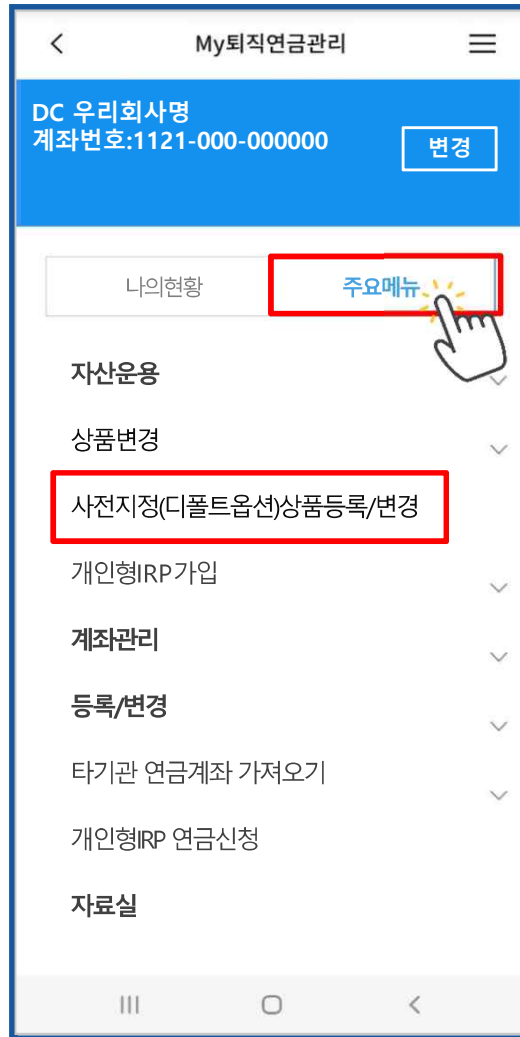 My퇴직연금관리
DC 우리회사명
계좌번호:1121-000-000000
변경
나의현황
주요메뉴
자산운용
상품변경
사전지정(디폴트옵션)상품등록/변경
개인형IRP가입
계좌관리
등록/변경
타기관 연금계좌 가져오기
개인형IRP 연금신청
자료실